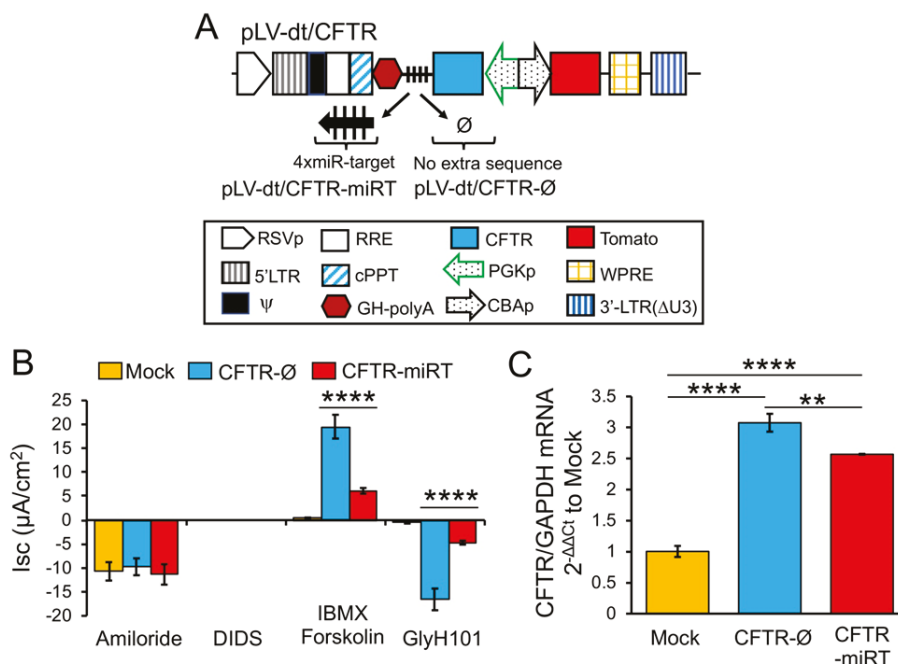 A
pLV-dt/CFTR
Ø
4xmiR-target
No extra sequence
pLV-dt/CFTR-miRT
pLV-dt/CFTR-Ø
RSVp
RRE
CFTR
Tomato
5'LTR
cPPT
PGKp
WPRE
ψ
GH-polyA
CBAp
3'-LTR(ΔU3)
B
Mock
CFTR-Ø
CFTR-miRT
Isc (μA/cm²)
25
20
15
10
5
0
-5
-10
-15
-20
****
****
Amiloride
DIDS
IBMX
Forskolin
GlyH101
C
CFTR/GAPDH mRNA
2-ΔΔCt to Mock
3.5
3
2.5
2
1.5
1
0.5
0
****
****
**
Mock
CFTR-Ø
CFTR
-miRT